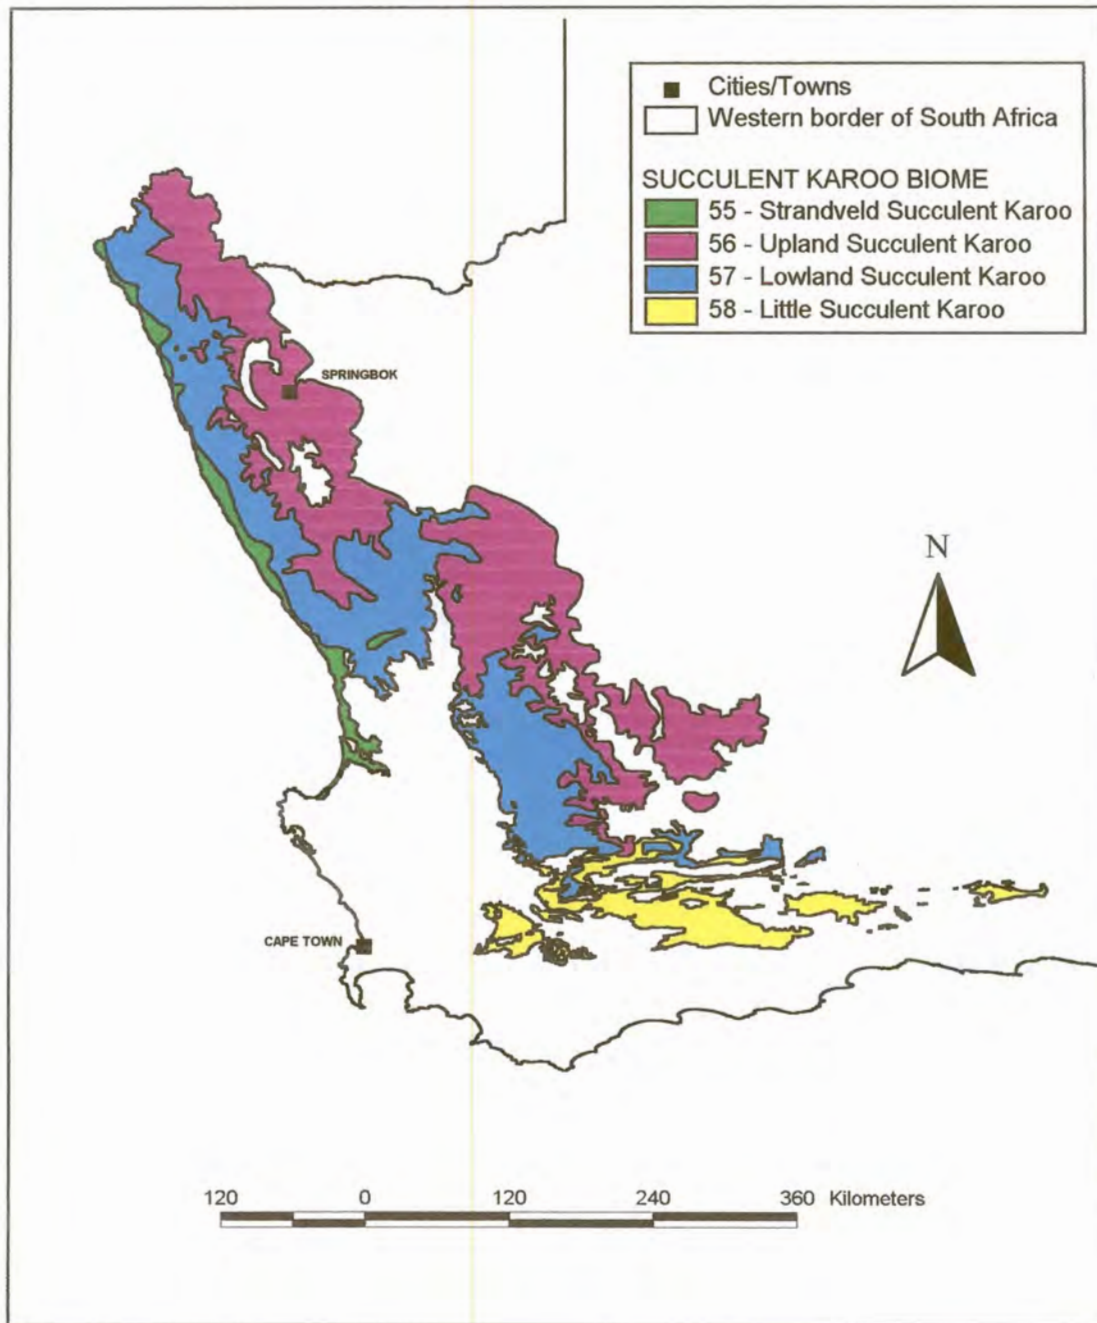 Cities/Towns
Western border of South Africa
SUCCULENT KAROO BIOME
55 - Strandveld Succulent Karoo
56 - Upland Succulent Karoo
57 - Lowland Succulent Karoo
58 - Little Succulent Karoo
SPRINGBOK
N
CAPE TOWN
120 0 120 240 360 Kilometers